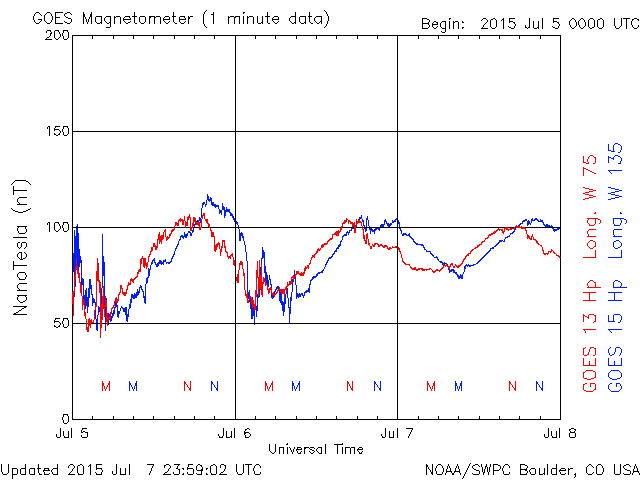 GOES Magnetometer (1 minute data)
Begin: 2015 Jul 5 0000 UTC
200
150
100
50
0
NanoTesla (nT)
M M N N M M N N M M N N
Jul 5 Jul 6 Jul 7 Jul 8
Universal Time
GOES 13 Hp Long. W 75
GOES 15 Hp Long. W 135
Updated 2015 Jul 7 23:59:02 UTC
NOAA/SWPC Boulder, CO USA